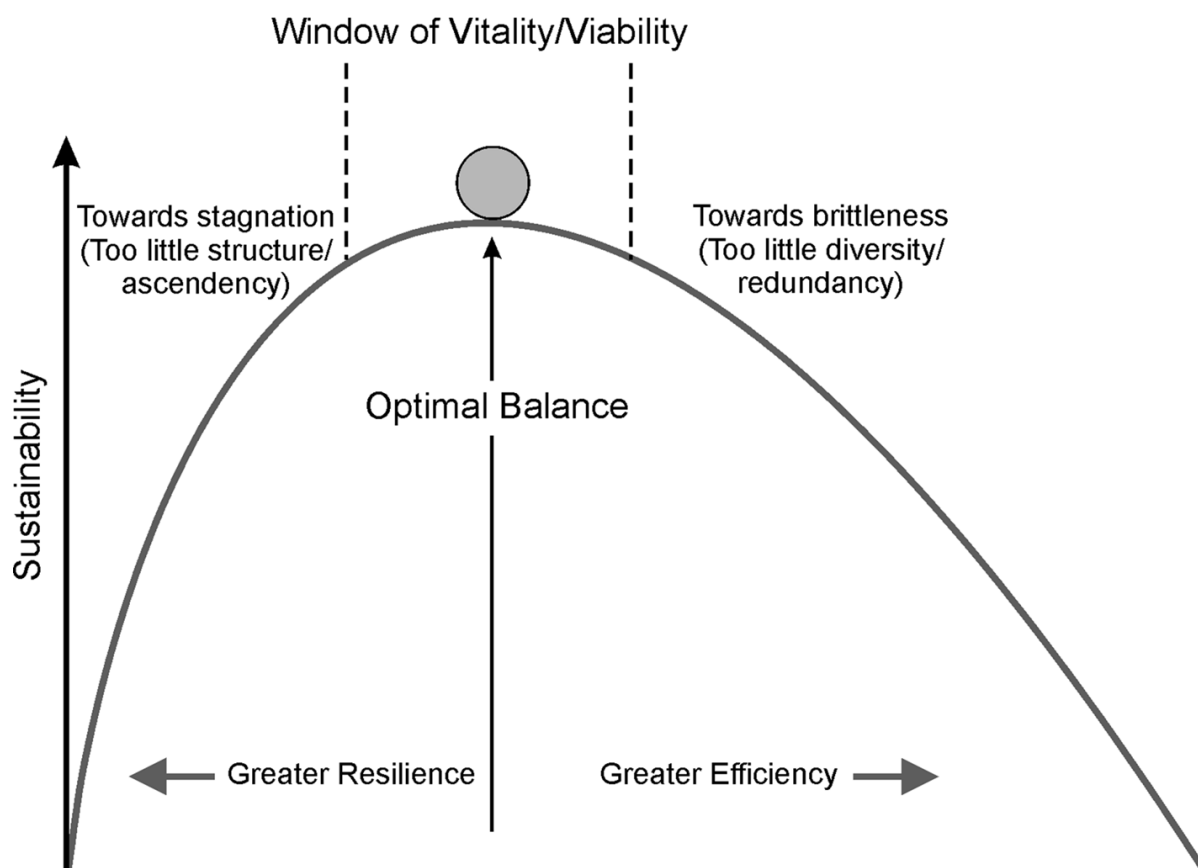 Window of Vitality/Viability
Towards stagnation
(Too little structure/
ascendency)
Towards brittleness
(Too little diversity/
redundancy)
Optimal Balance
Sustainability
Greater Resilience
Greater Efficiency